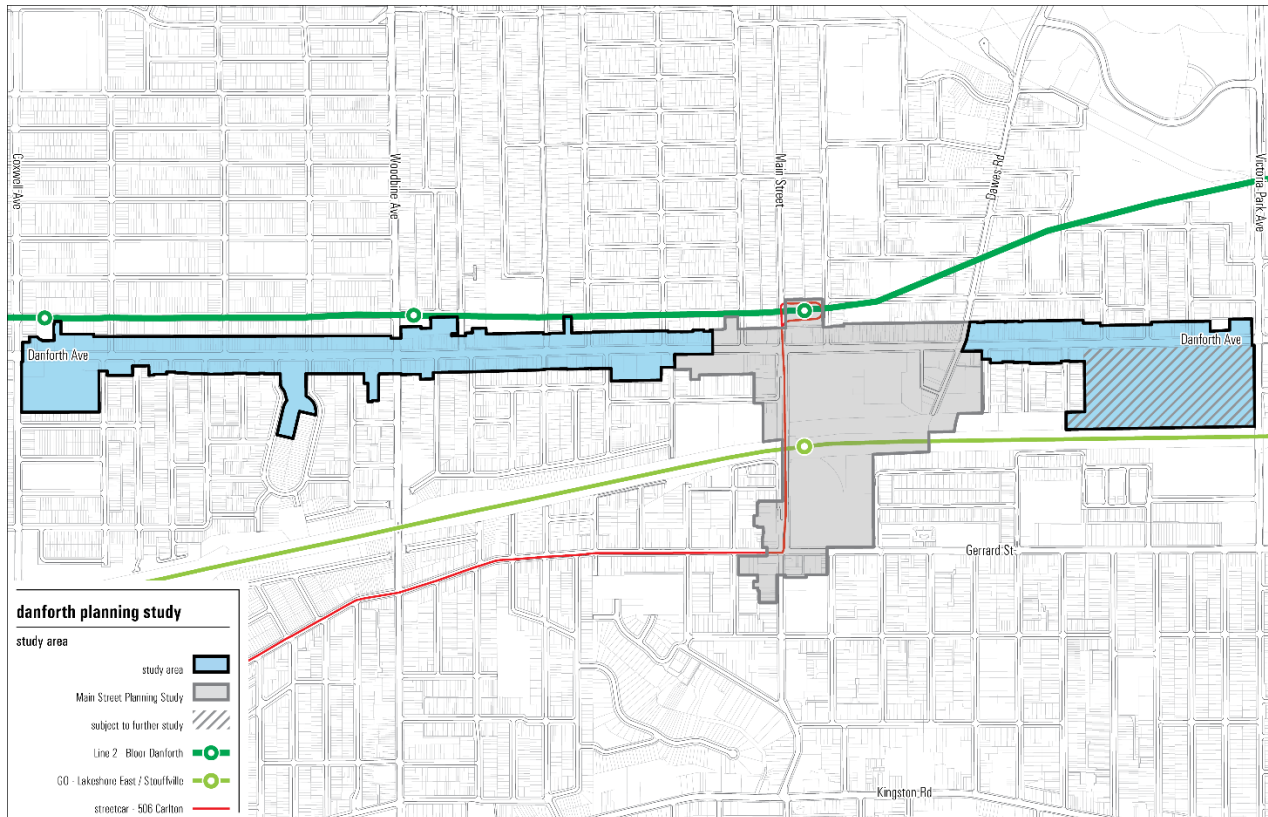 Coxwell Ave
Woodbine Ave
Main Street
Dawes Rd
Victoria Park Ave
Danforth Ave
Danforth Ave
Gerrard St
Kingston Rd
danforth planning study
study area
study area
Main Street Planning Study
subject to further study
Line 2 - Bloor Danforth
GO - Lakeshore East / Stouffville
streetcar - 506 Carlton